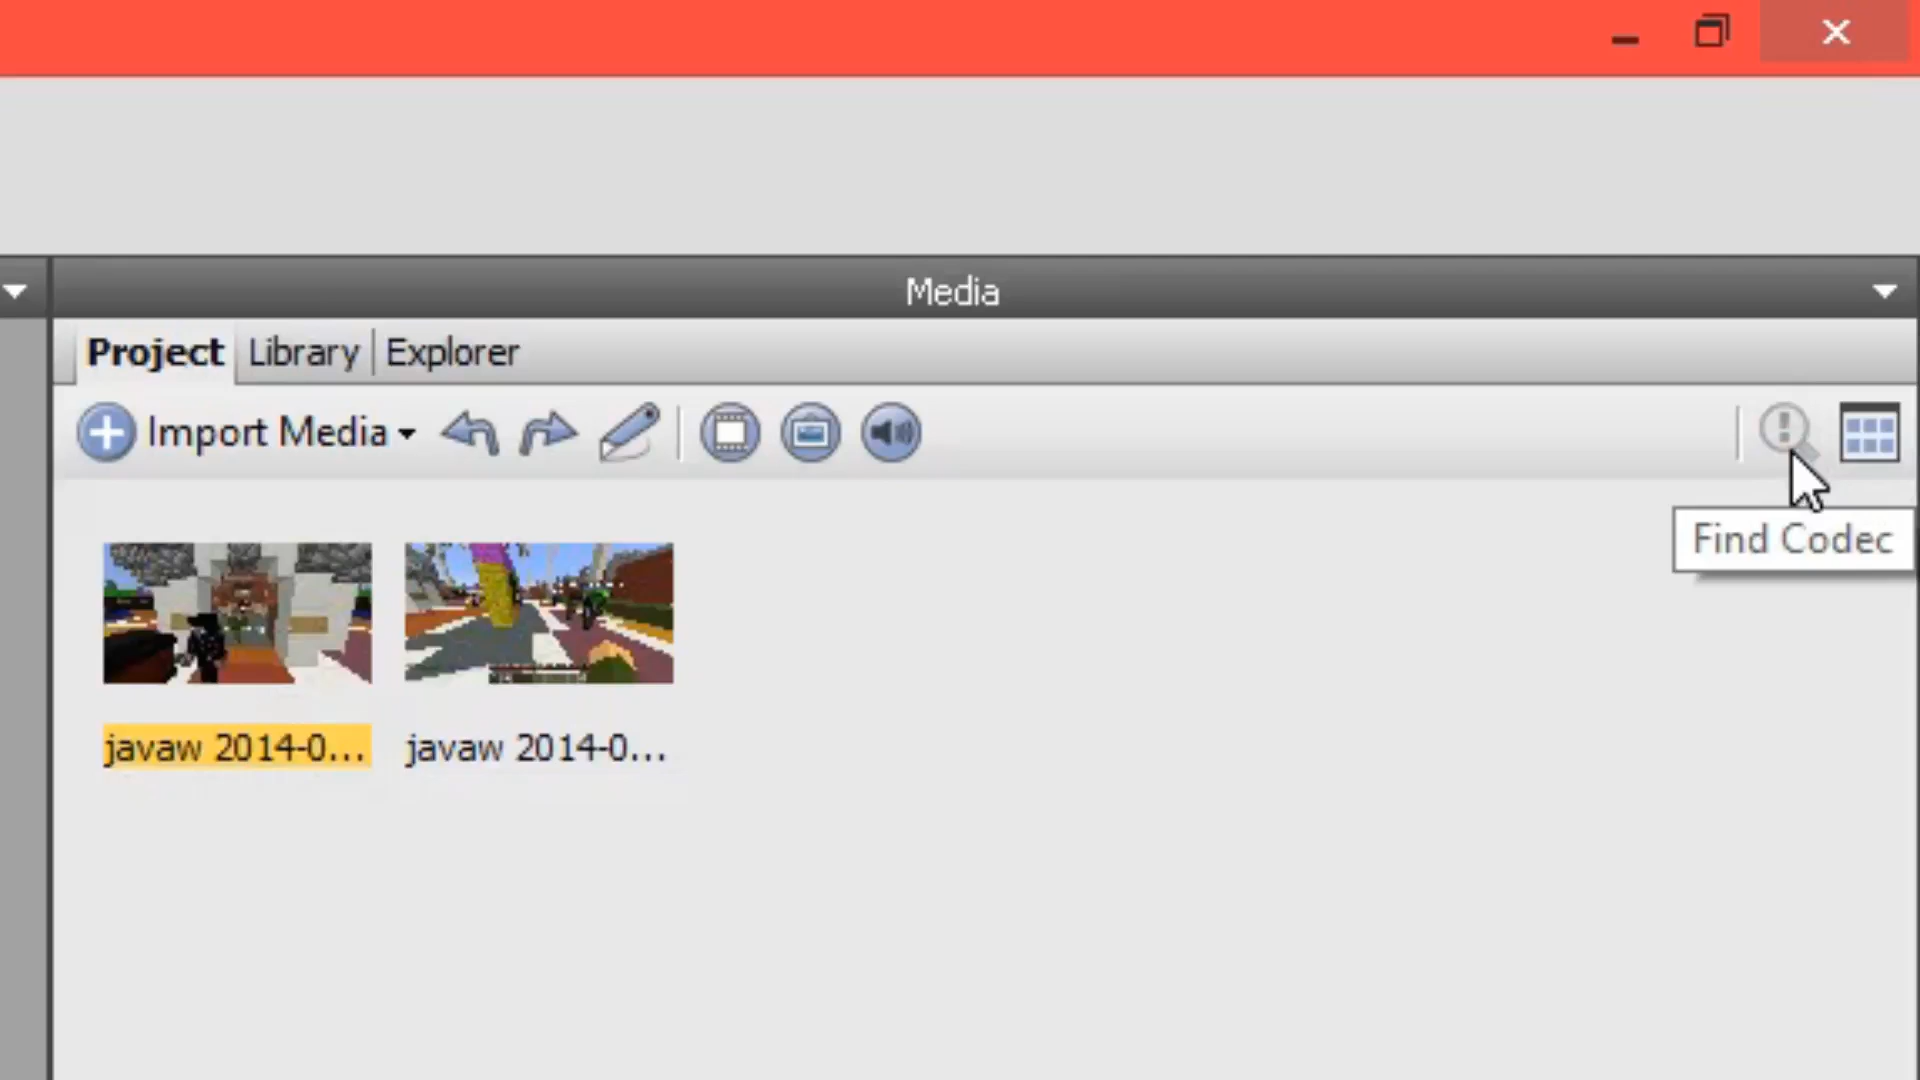 Media
Project Library Explorer
Import Media
Find Codec
javaw 2014-0... javaw 2014-0...